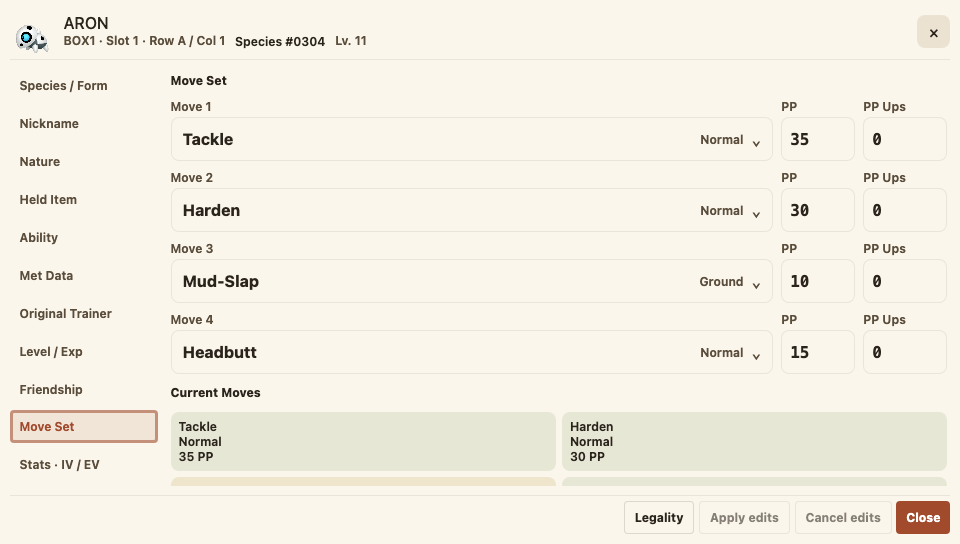 ARON
BOX1 · Slot 1 · Row A / Col 1 Species #0304 Lv. 11
×
Species / Form
Nickname
Nature
Held Item
Ability
Met Data
Original Trainer
Level / Exp
Friendship
Move Set
Stats · IV / EV
Move Set
Move 1 PP PP Ups
Tackle Normal 35 0
Move 2 PP PP Ups
Harden Normal 30 0
Move 3 PP PP Ups
Mud-Slap Ground 10 0
Move 4 PP PP Ups
Headbutt Normal 15 0
Current Moves
Tackle
Normal
35 PP
Harden
Normal
30 PP
Legality Apply edits Cancel edits Close